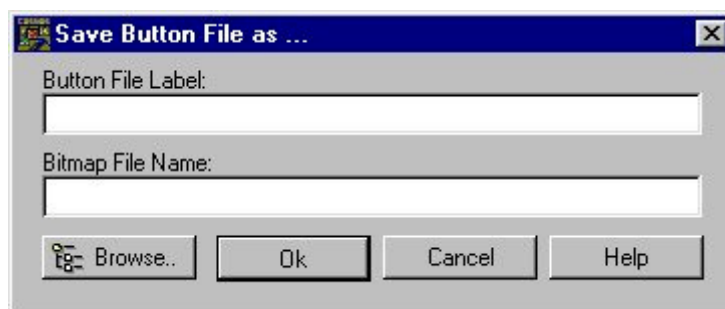 Save Button File as ...
Button File Label:
Bitmap File Name:
Browse.. Ok Cancel Help